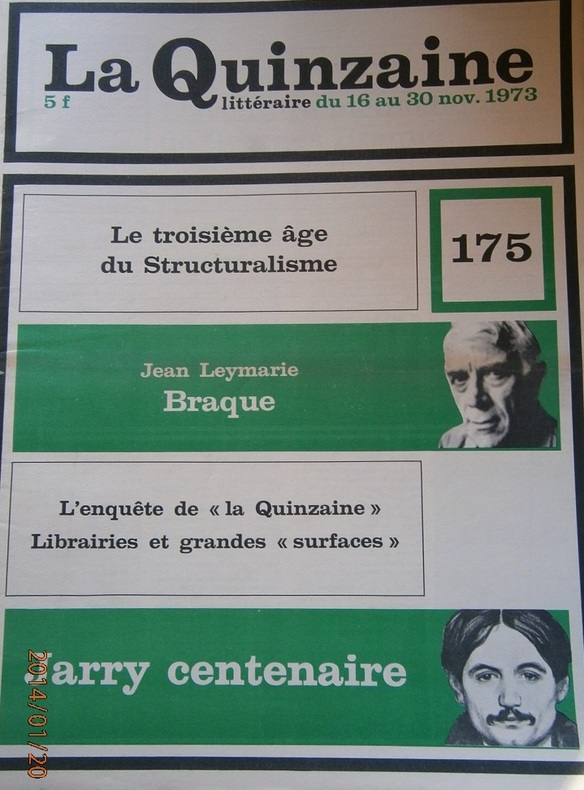 La Quinzaine
5 f
littéraire du 16 au 30 nov. 1973
Le troisième âge
du Structuralisme
175
Jean Leymarie
Braque
L'enquête de « la Quinzaine »
Librairies et grandes « surfaces »
Jarry centenaire
2014/01/20